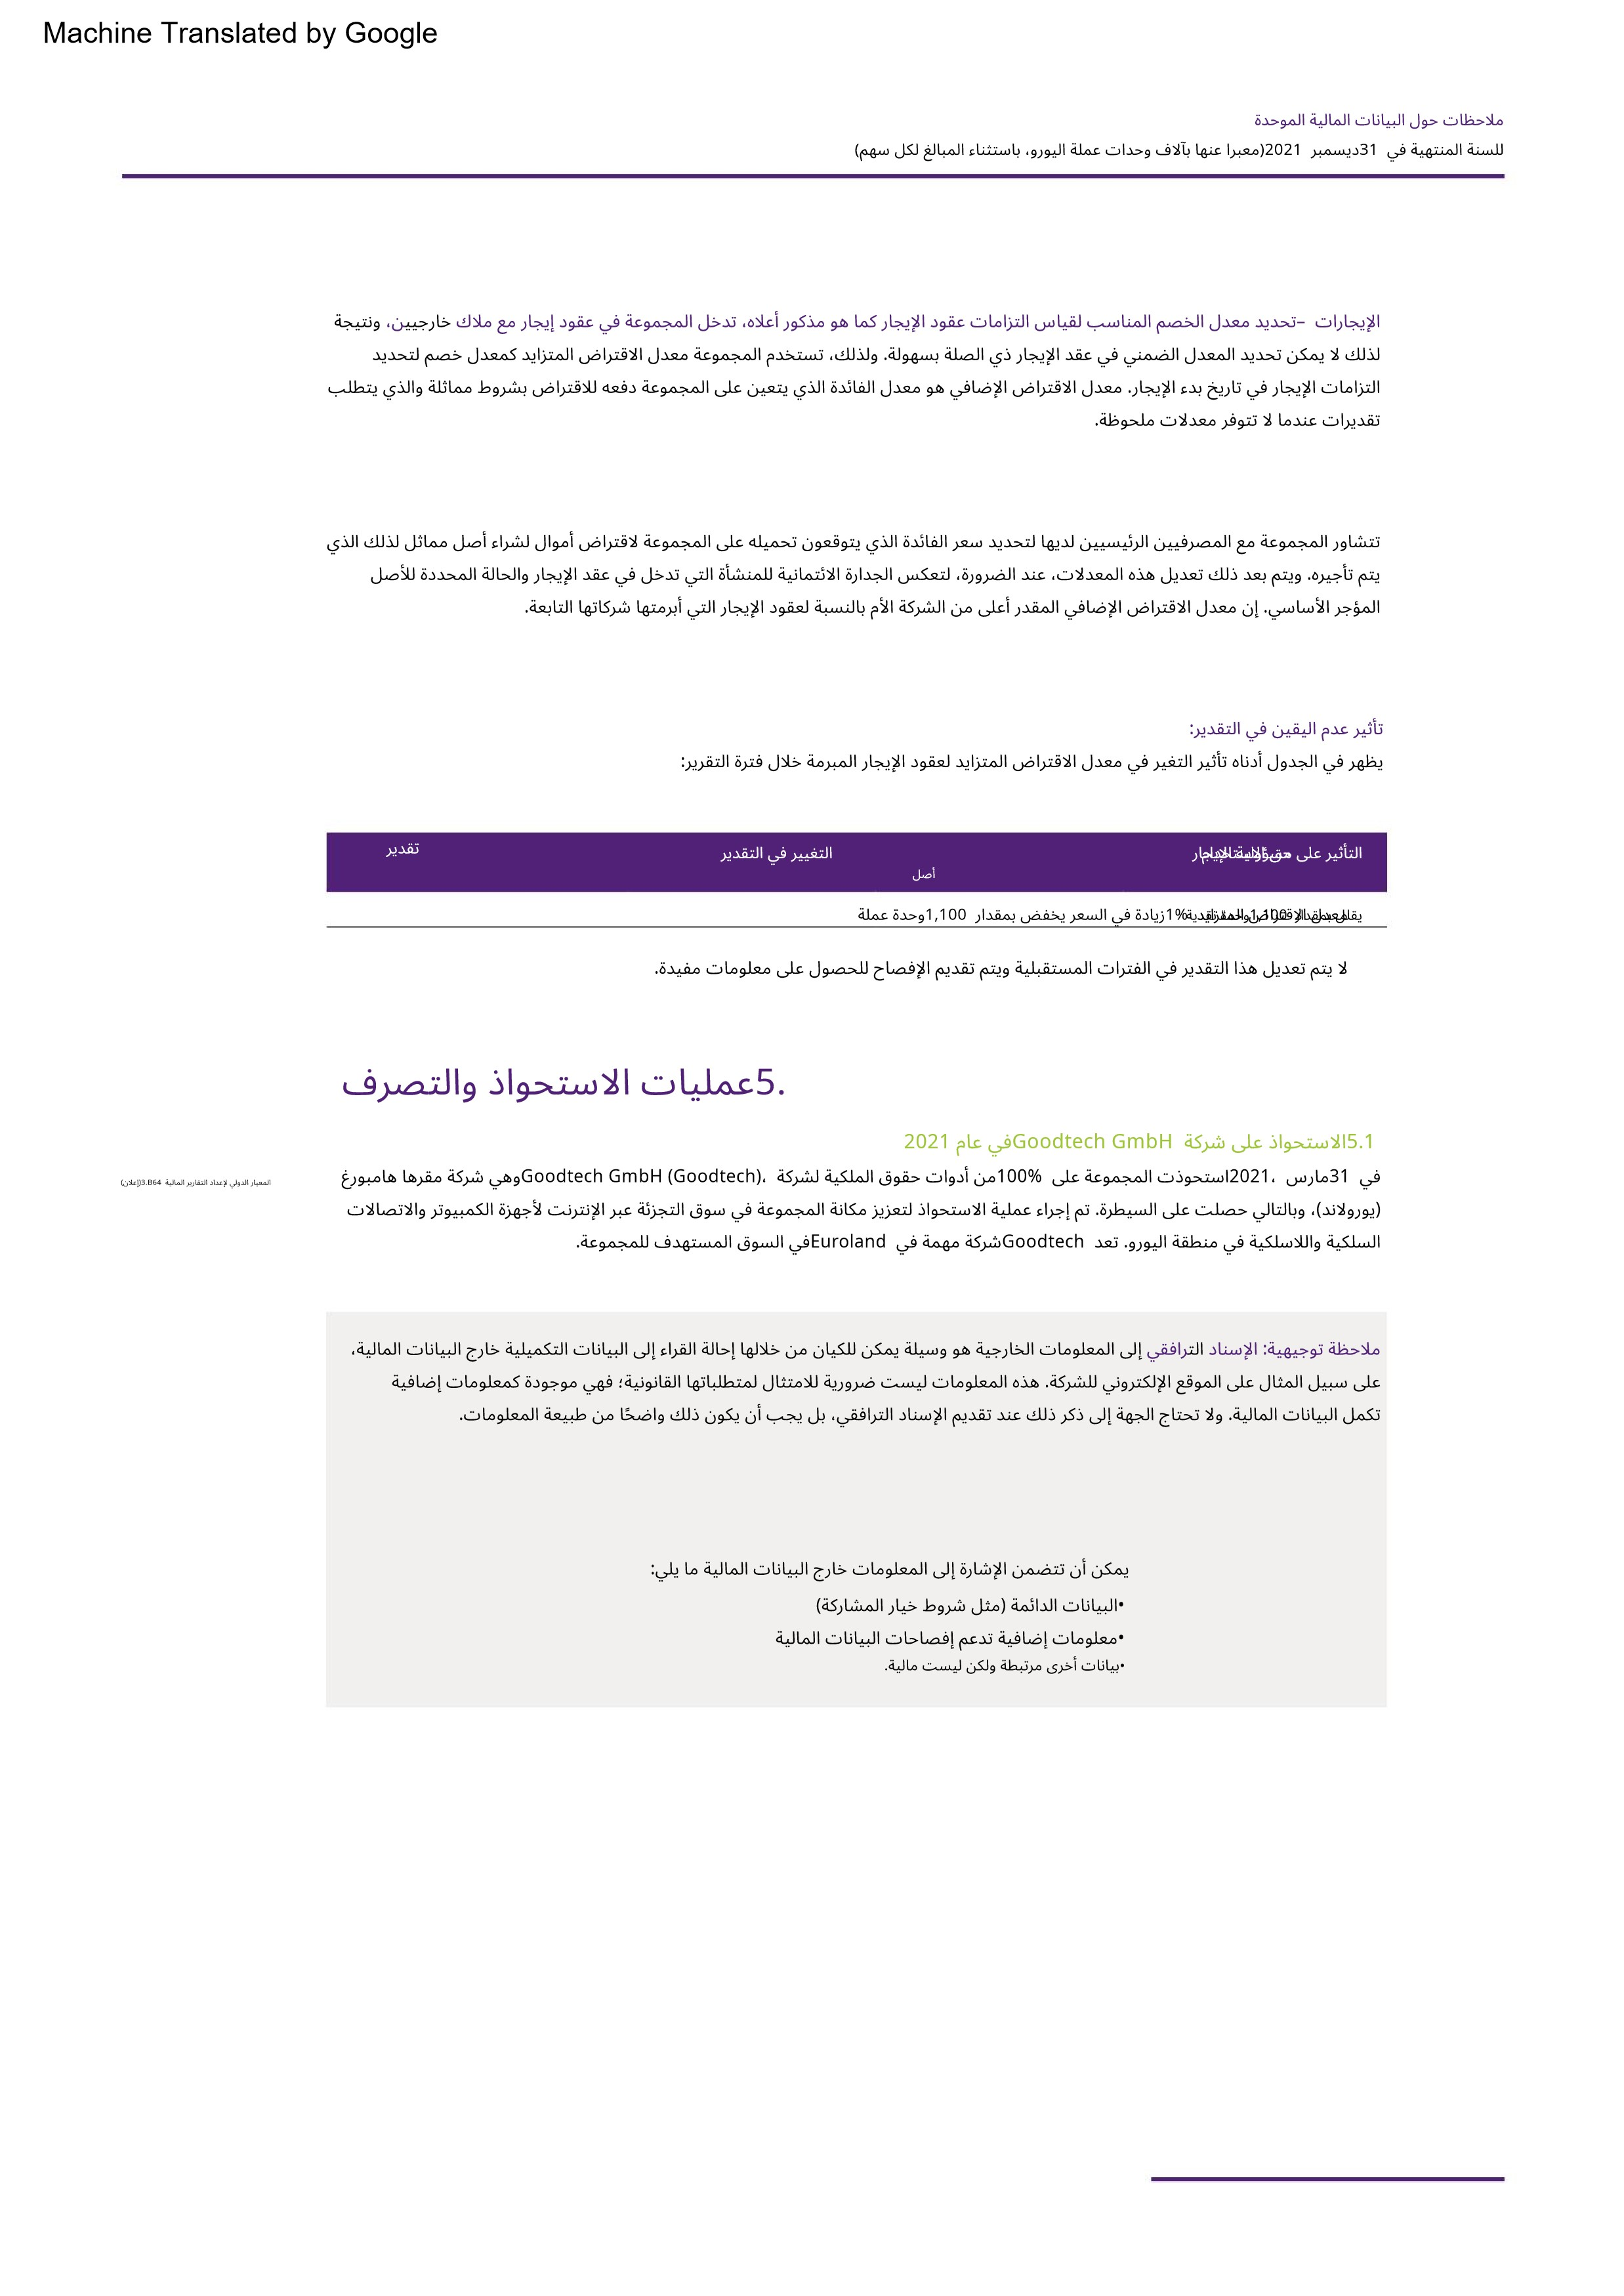 Machine Translated by Google
ملاحظات حول البيانات المالية الموحدة
للسنة المنتهية في 31ديسمبر 2021(معبرا عنها بآلاف وحدات عملة اليورو، باستثناء المبالغ لكل سهم)
الإيجارات –تحديد معدل الخصم المناسب لقياس التزامات عقود الإيجار كما هو مذكور أعلاه، تدخل المجموعة في عقود إيجار مع ملاك خارجيين، ونتيجة
لذلك لا يمكن تحديد المعدل الضمني في عقد الإيجار ذي الصلة بسهولة. ولذلك، تستخدم المجموعة معدل الاقتراض المتزايد كمعدل خصم لتحديد
التزامات الإيجار في تاريخ بدء الإيجار. معدل الاقتراض الإضافي هو معدل الفائدة الذي يتعين على المجموعة دفعه للاقتراض بشروط مماثلة والذي يتطلب
تقديرات عندما لا تتوفر معدلات ملحوظة.
تتشاور المجموعة مع المصرفيين الرئيسيين لديها لتحديد سعر الفائدة الذي يتوقعون تحميله على المجموعة لاقتراض أموال لشراء أصل مماثل لذلك الذي
يتم تأجيره. ويتم بعد ذلك تعديل هذه المعدلات، عند الضرورة، لتعكس الجدارة الائتمانية للمنشأة التي تدخل في عقد الإيجار والحالة المحددة للأصل
المؤجر الأساسي. إن معدل الاقتراض الإضافي المقدر أعلى من الشركة الأم بالنسبة لعقود الإيجار التي أبرمتها شركاتها التابعة.
تأثير عدم اليقين في التقدير:
يظهر في الجدول أدناه تأثير التغير في معدل الاقتراض المتزايد لعقود الإيجار المبرمة خلال فترة التقرير:
التأثير على
التغيير في التقدير
تقدير
أصل
1%زيادة في السعر يخفض بمقدار 1,100وحدة عملة
لا يتم تعديل هذا التقدير في الفترات المستقبلية ويتم تقديم الإفصاح للحصول على معلومات مفيدة.
.5عمليات الاستحواذ والتصرف
5.1الاستحواذ على شركة Goodtech GmbHفي عام 2021
المعيار الدولي لإعداد التقارير المالية 3.B64(إعلان)
في 31مارس ،2021استحوذت المجموعة على 100%من أدوات حقوق الملكية لشركة Goodtech GmbH (Goodtech)،وهي شركة مقرها هامبورغ
(يورولاند)، وبالتالي حصلت على السيطرة. تم إجراء عملية الاستحواذ لتعزيز مكانة المجموعة في سوق التجزئة عبر الإنترنت لأجهزة الكمبيوتر والاتصالات
السلكية واللاسلكية في منطقة اليورو. تعد Goodtechشركة مهمة في Eurolandفي السوق المستهدف للمجموعة.
ملاحظة توجيهية: الإسناد الترافقي إلى المعلومات الخارجية هو وسيلة يمكن للكيان من خلالها إحالة القراء إلى البيانات التكميلية خارج البيانات المالية،
على سبيل المثال على الموقع الإلكتروني للشركة. هذه المعلومات ليست ضرورية للامتثال لمتطلباتها القانونية؛ فهي موجودة كمعلومات إضافية
تكمل البيانات المالية. ولا تحتاج الجهة إلى ذكر ذلك عند تقديم الإسناد الترافقي، بل يجب أن يكون ذلك واضحًا من طبيعة المعلومات.
يمكن أن تتضمن الإشارة إلى المعلومات خارج البيانات المالية ما يلي:
•البيانات الدائمة (مثل شروط خيار المشاركة)
•معلومات إضافية تدعم إفصاحات البيانات المالية
•بيانات أخرى مرتبطة ولكن ليست مالية.